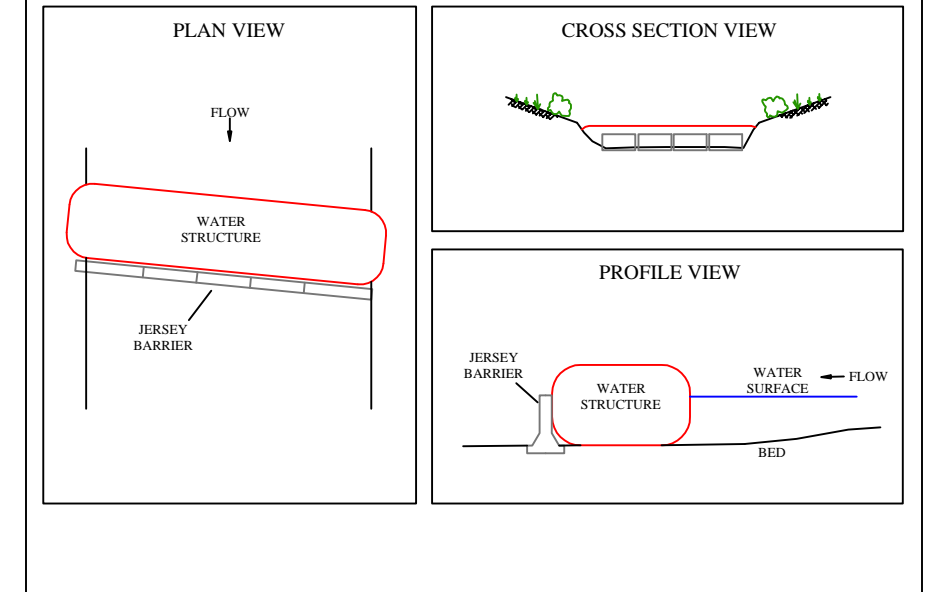 PLAN VIEW
FLOW
WATER
STRUCTURE
JERSEY
BARRIER
CROSS SECTION VIEW
PROFILE VIEW
JERSEY
BARRIER
WATER
STRUCTURE
WATER
SURFACE
FLOW
BED